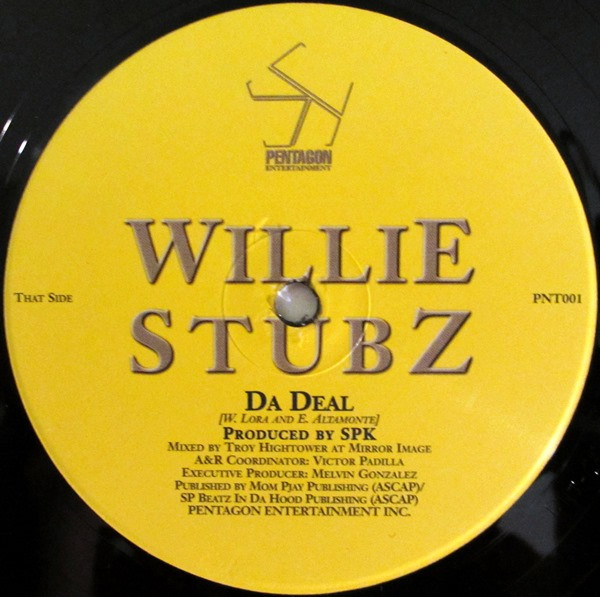 PENTAGON
ENTERTAINMENT
WILLIE
STUBZ
THAT SIDE
PNT001
DA DEAL
[W. LORA AND E. ALTAMONTE]
PRODUCED BY SPK
MIXED BY TROY HIGHTOWER AT MIRROR IMAGE
A&R COORDINATOR: VICTOR PADILLA
EXECUTIVE PRODUCER: MELVIN GONZALEZ
PUBLISHED BY MOM PJAY PUBLISHING (ASCAP)/
SP BEATZ IN DA HOOD PUBLISHING (ASCAP)
PENTAGON ENTERTAINMENT INC.